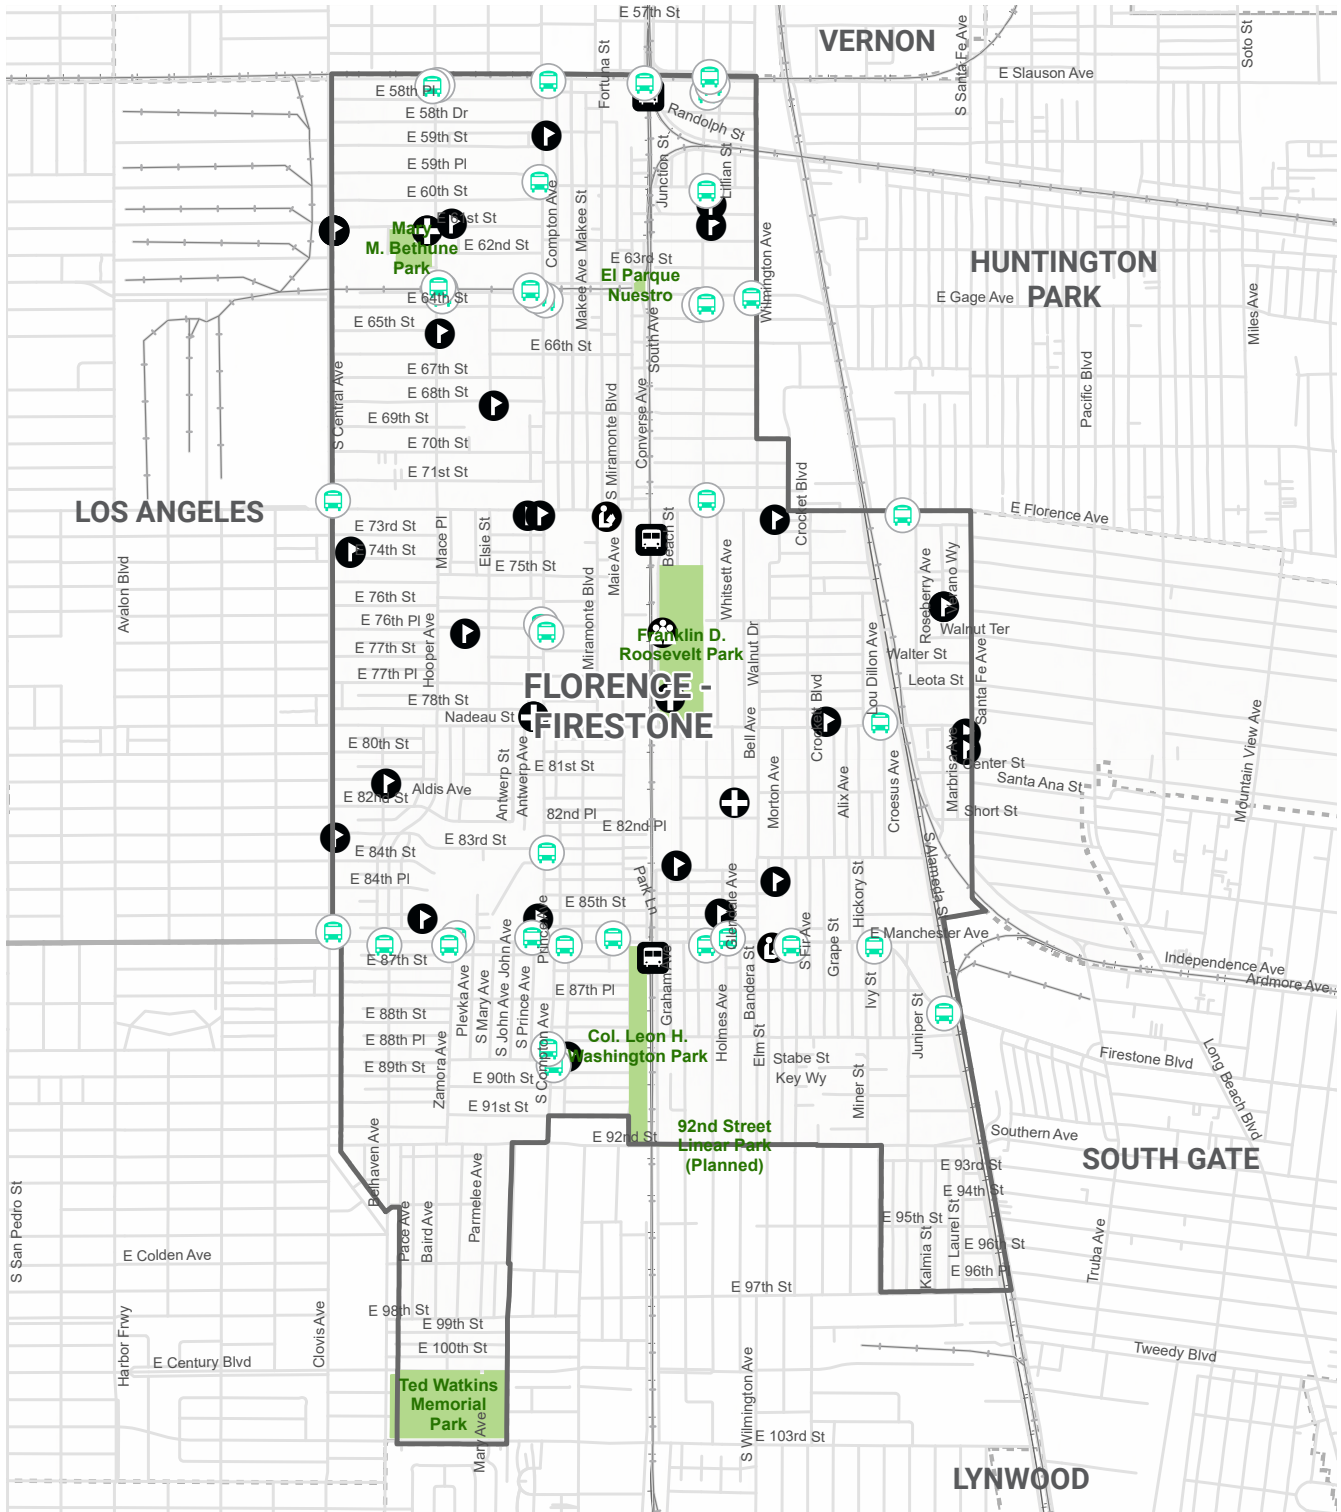 E 57th St
VERNON
Fortuna St
S Santa Fe Ave
Soto St
E Slauson Ave
E 58th Pl
E 58th Dr
Randolph St
E 59th St
E 59th Pl
Junction St
Lillian St
E 60th St
Compton Ave
Makee St
E 61st St
Mary
M. Bethune
Park
E 62nd St
Wilmington Ave
E 63rd St
HUNTINGTON
PARK
El Parque
Nuestro
Makee Ave
E 64th St
E Gage Ave
Miles Ave
E 65th St
South Ave
E 66th St
E 67th St
S Central Ave
Pacific Blvd
E 68th St
S Miramonte Blvd
Converse Ave
E 69th St
E 70th St
E 71st St
Crocket Blvd
LOS ANGELES
E Florence Ave
E 73rd St
Mace Pl
Elsie St
Beach St
E 74th St
E 75th St
Maie Ave
Whitsett Ave
Roseberry Ave
Verano Wy
Avalon Blvd
E 76th St
E 76th Pl
Miramonte Blvd
Walnut Ter
Franklin D.
Roosevelt Park
E 77th St
Hooper Ave
Walnut Dr
Walter St
E 77th Pl
Lou Dillon Ave
Leota St
Santa Fe Ave
FLORENCE -
FIRESTONE
E 78th St
Nadeau St
Bell Ave
Crockett Blvd
E 80th St
Mountain View Ave
E 81st St
Center St
Santa Ana St
Antwerp St
Antwerp Ave
Aldis Ave
E 82nd St
Morton Ave
Alix Ave
Croesus Ave
Marbrisa Ave
Short St
82nd Pl
E 82nd Pl
E 83rd St
E 84th St
S Alameda St
E 84th Pl
Park Ln
Hickory St
E 85th St
Glendale Ave
Prince Ave
S Fir Ave
E Manchester Ave
E 87th St
John Ave
Grape St
Independence Ave
Ardmore Ave
Graham Ave
E 87th Pl
Bandera St
Ivy St
Plevka Ave
S Mary Ave
S John Ave
S Prince Ave
E 88th St
Holmes Ave
Juniper St
E 88th Pl
Col. Leon H.
Washington Park
Elm St
Stabe St
Firestone Blvd
Long Beach Blvd
E 89th St
Zamora Ave
S Compton Ave
E 90th St
Key Wy
Miner St
E 91st St
92nd Street
Linear Park
(Planned)
E 92nd St
Southern Ave
SOUTH GATE
Belhaven Ave
E 93rd St
Parmelee Ave
E 94th St
S San Pedro St
E 95th St
Pace Ave
Baird Ave
Laurel St
E 96th St
Kalmia St
Truba Ave
E Colden Ave
E 96th Pl
E 97th St
E 98th St
Harbor Frwy
Clovis Ave
E 99th St
E 100th St
E Century Blvd
Tweedy Blvd
Ted Watkins
Memorial
Park
S Wilmington Ave
Mary Ave
E 103rd St
LYNWOOD